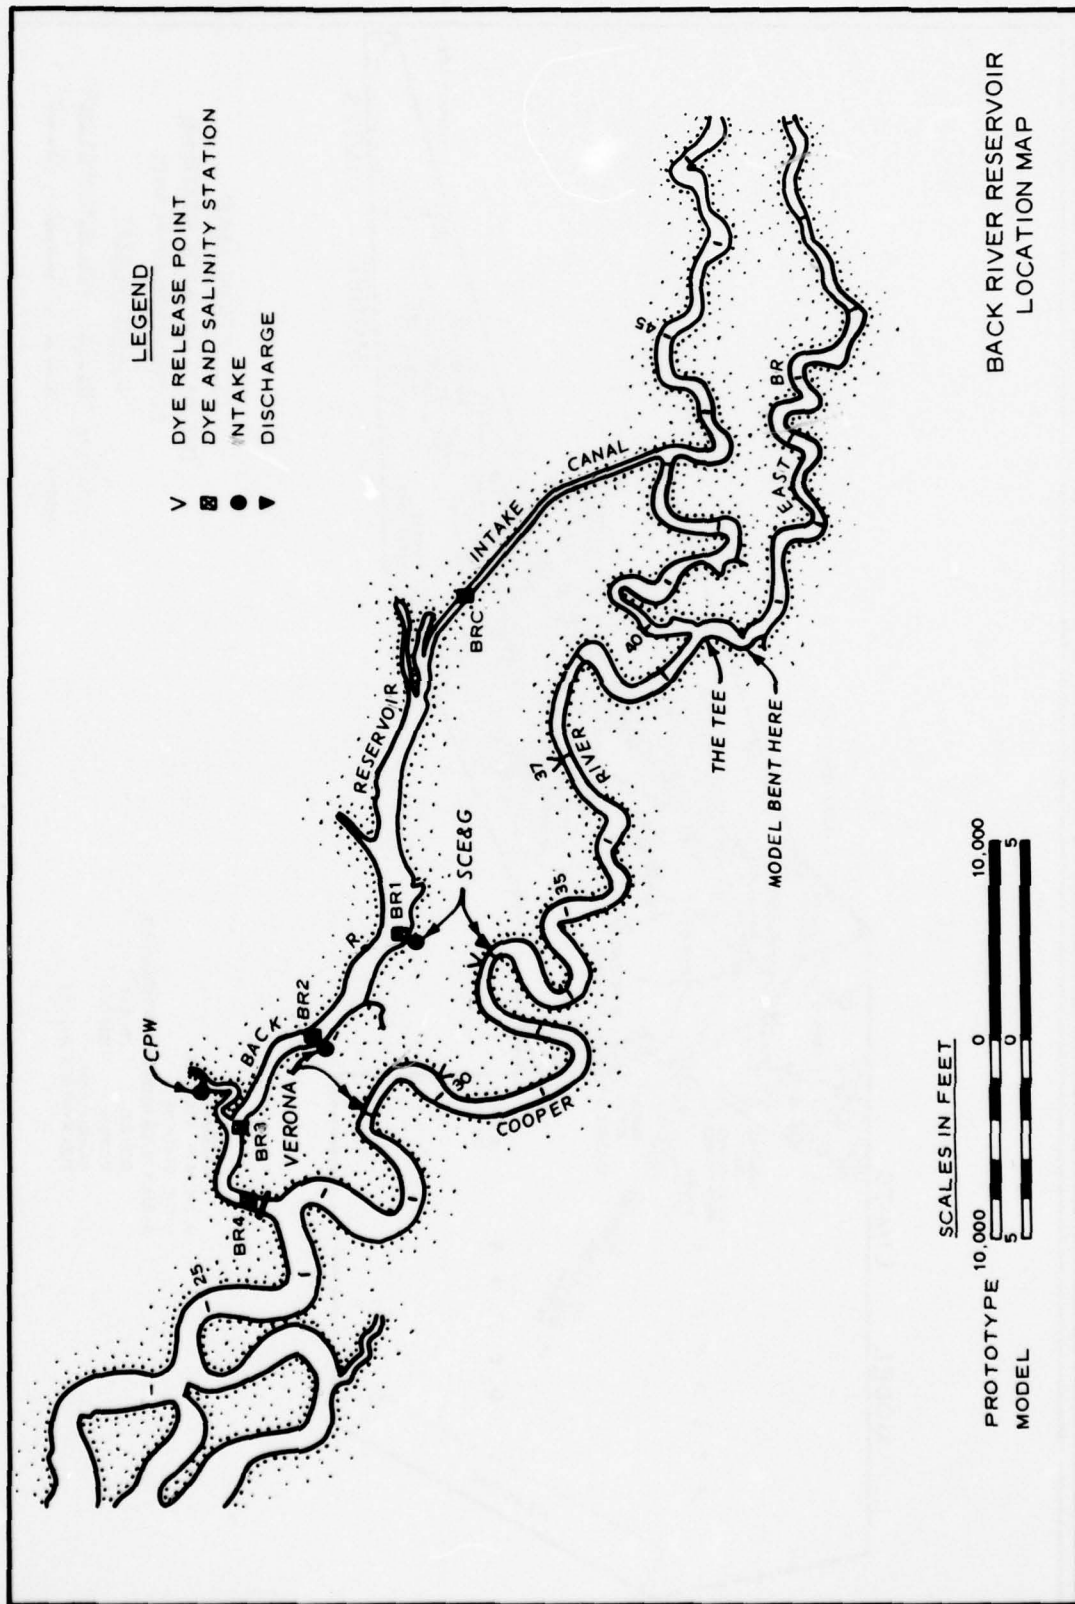 LEGEND
V DYE RELEASE POINT
DYE AND SALINITY STATION
INTAKE
DISCHARGE
CPW
BR4
BR3
BACK
R.
BR2
VERONA
BR1
RESERVOIR
SCE&G
BRC
INTAKE
CANAL
25
30
COOPER
35
37
RIVER
40
45
THE TEE
MODEL BENT HERE
EAST
BR
SCALES IN FEET
PROTOTYPE 10,000 0 10,000
MODEL 5 0 5
BACK RIVER RESERVOIR
LOCATION MAP